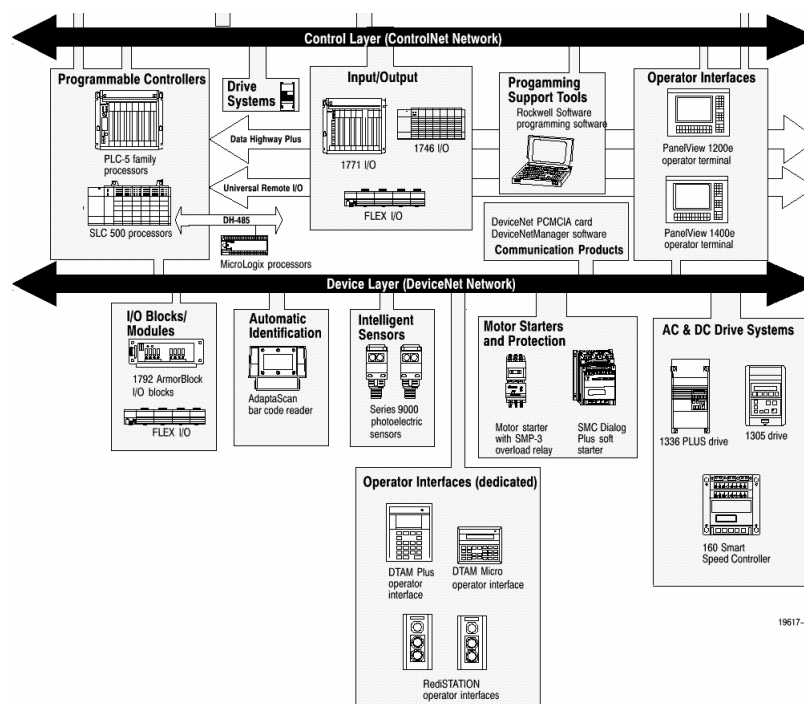 Control Layer (ControlNet Network)
Programmable Controllers
PLC-5 family
processors
SLC 500 processors
Drive
Systems
Data Highway Plus
Universal Remote I/O
DH-485
MicroLogix processors
Input/Output
1771 I/O
1746 I/O
FLEX I/O
Progamming
Support Tools
Rockwell Software
programming software
DeviceNet PCMCIA card
DeviceNetManager software
Communication Products
Operator Interfaces
PanelView 1200e
operator terminal
PanelView 1400e
operator terminal
Device Layer (DeviceNet Network)
I/O Blocks/
Modules
1792 ArmorBlock
I/O blocks
FLEX I/O
Automatic
Identification
AdaptaScan
bar code reader
Intelligent
Sensors
Series 9000
photoelectric
sensors
Motor Starters
and Protection
Motor starter
with SMP-3
overload relay
SMC Dialog
Plus soft
starter
AC & DC Drive Systems
1336 PLUS drive
1305 drive
160 Smart
Speed Controller
Operator Interfaces (dedicated)
DTAM Plus
operator
interface
DTAM Micro
operator interface
RediSTATION
operator interfaces
19617-